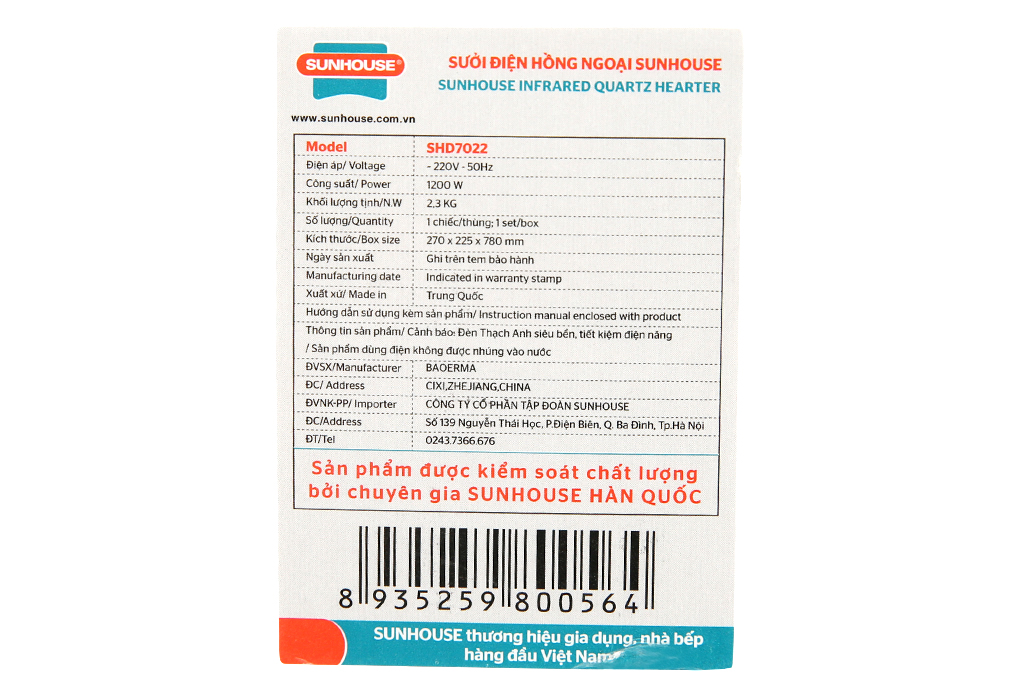 SUNHOUSE®
SƯỞI ĐIỆN HỒNG NGOẠI SUNHOUSE
SUNHOUSE INFRARED QUARTZ HEARTER
www.sunhouse.com.vn
Model SHD7022
Điện áp/ Voltage ~ 220V - 50Hz
Công suất/ Power 1200 W
Khối lượng tịnh/N.W 2,3 KG
Số lượng/Quantity 1 chiếc/thùng; 1 set/box
Kích thước/Box size 270 x 225 x 780 mm
Ngày sản xuất Ghi trên tem bảo hành
Manufacturing date Indicated in warranty stamp
Xuất xứ/ Made in Trung Quốc
Hướng dẫn sử dụng kèm sản phẩm/ Instruction manual enclosed with product
Thông tin sản phẩm/ Cảnh báo: Đèn Thạch Anh siêu bền, tiết kiệm điện năng
/ Sản phẩm dùng điện không được nhúng vào nước
ĐVSX/Manufacturer BAOERMA
ĐC/ Address CIXI,ZHEJIANG,CHINA
ĐVNK-PP/ Importer CÔNG TY CỔ PHẦN TẬP ĐOÀN SUNHOUSE
ĐC/Address Số 139 Nguyễn Thái Học, P.Điện Biên, Q. Ba Đình, Tp.Hà Nội
ĐT/Tel 0243.7366.676
Sản phẩm được kiểm soát chất lượng
bởi chuyên gia SUNHOUSE HÀN QUỐC
8 935259 800564
SUNHOUSE thương hiệu gia dụng, nhà bếp
hàng đầu Việt Nam